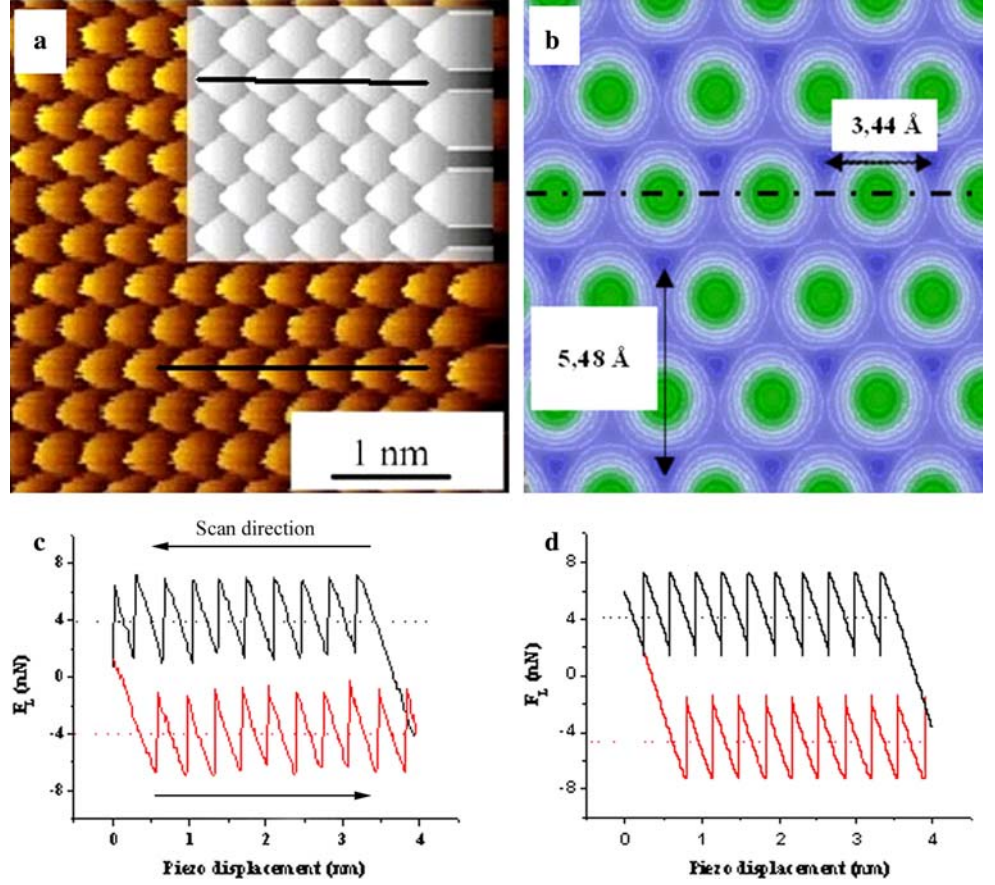 a
1 nm
b
3,44 Å
5,48 Å
c
Scan direction
8
4
0
-4
-8
F_L (nN)
0 1 2 3 4
Piezo displacement (nm)
d
8
4
0
-4
-8
F_L (nN)
0 1 2 3 4
Piezo displacement (nm)